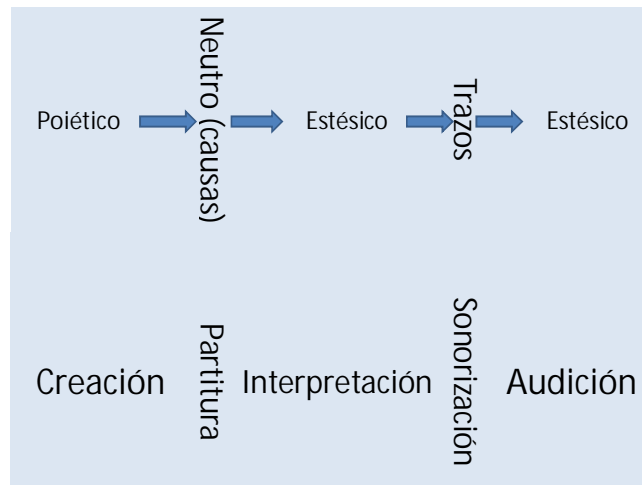 Poiético
Neutro (causas)
Estésico
Trazos
Estésico
Creación
Partitura
Interpretación
Sonorización
Audición